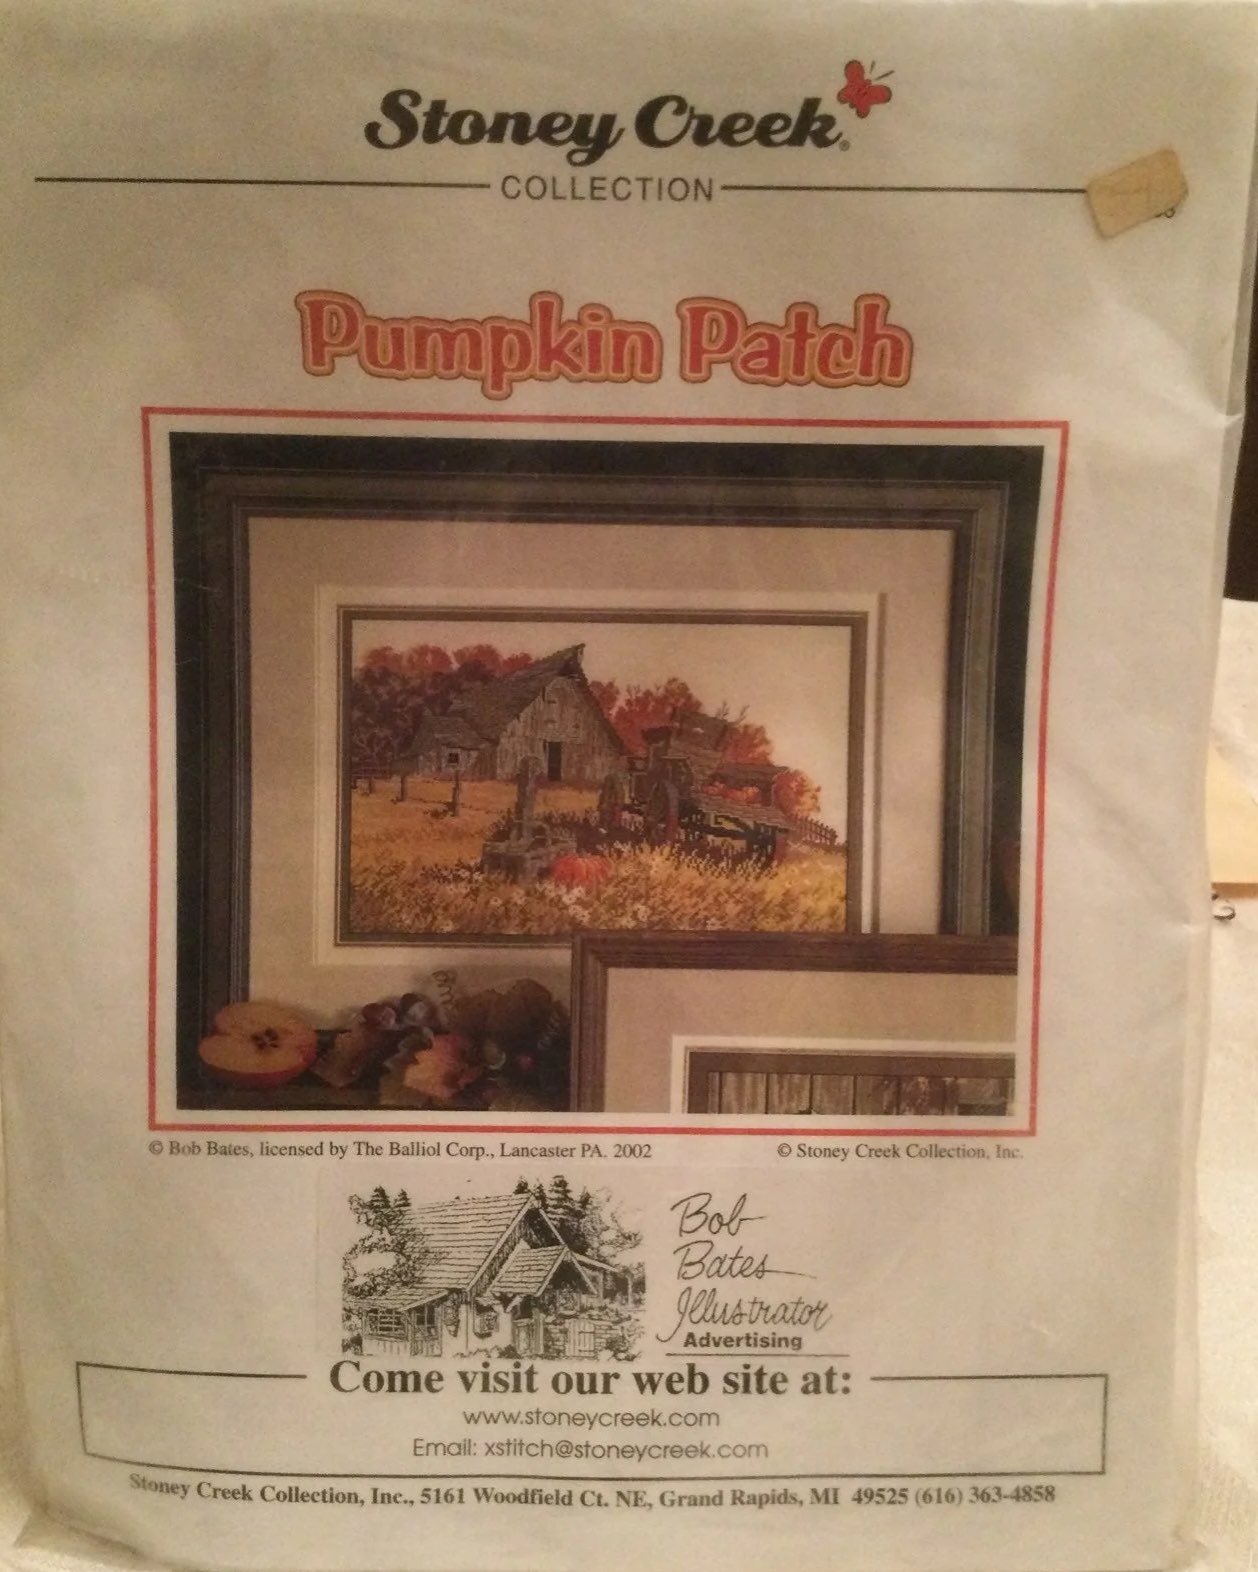 Stoney Creek®
COLLECTION
Pumpkin Patch
© Bob Bates, licensed by The Balliol Corp., Lancaster PA. 2002
© Stoney Creek Collection, Inc.
Bob
Bates
Illustrator
Advertising
Come visit our web site at:
www.stoneycreek.com
Email: xstitch@stoneycreek.com
Stoney Creek Collection, Inc., 5161 Woodfield Ct. NE, Grand Rapids, MI 49525 (616) 363-4858